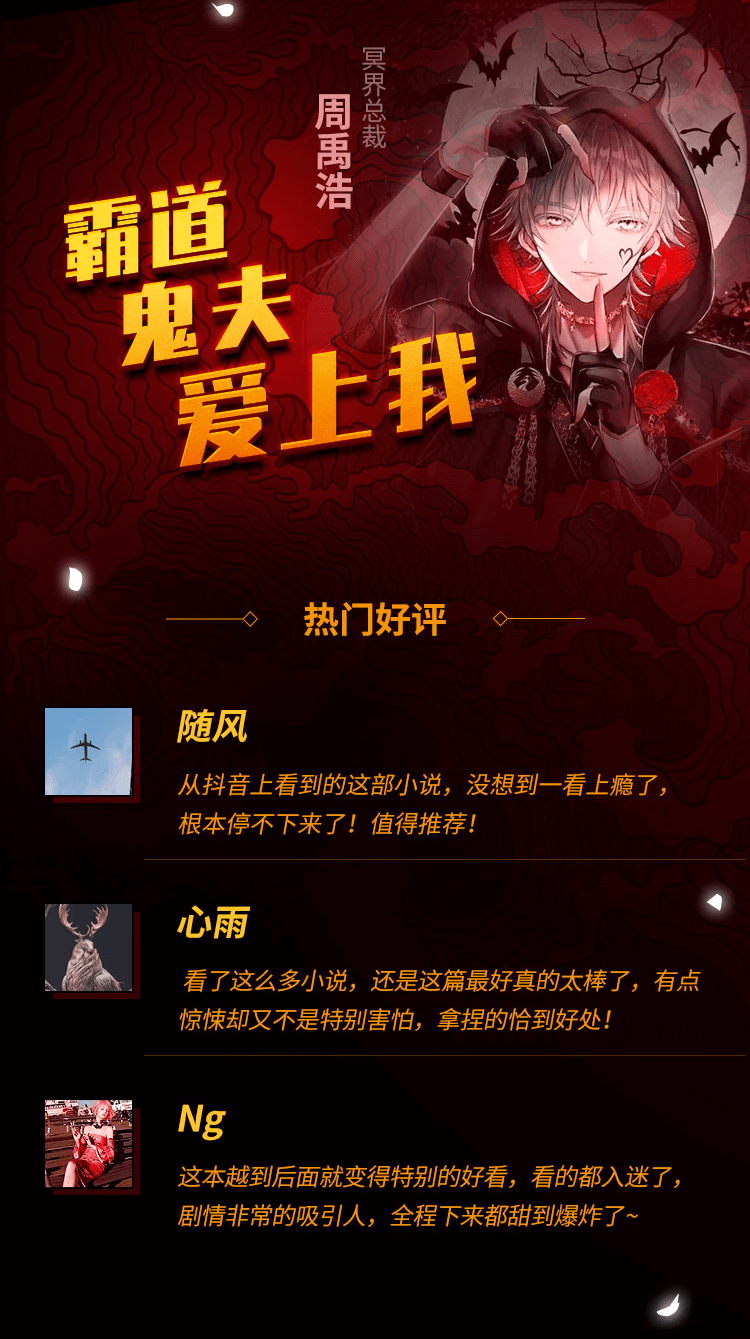 冥界总裁
周禹浩
霸道
鬼夫
爱上我
热门好评
随风
从抖音上看到的这部小说，没想到一看上瘾了，
根本停不下来了！值得推荐！
心雨
看了这么多小说，还是这篇最好真的太棒了，有点
惊悚却又不是特别害怕，拿捏的恰到好处！
Ng
这本越到后面就变得特别的好看，看的都入迷了，
剧情非常的吸引人，全程下来都甜到爆炸了~